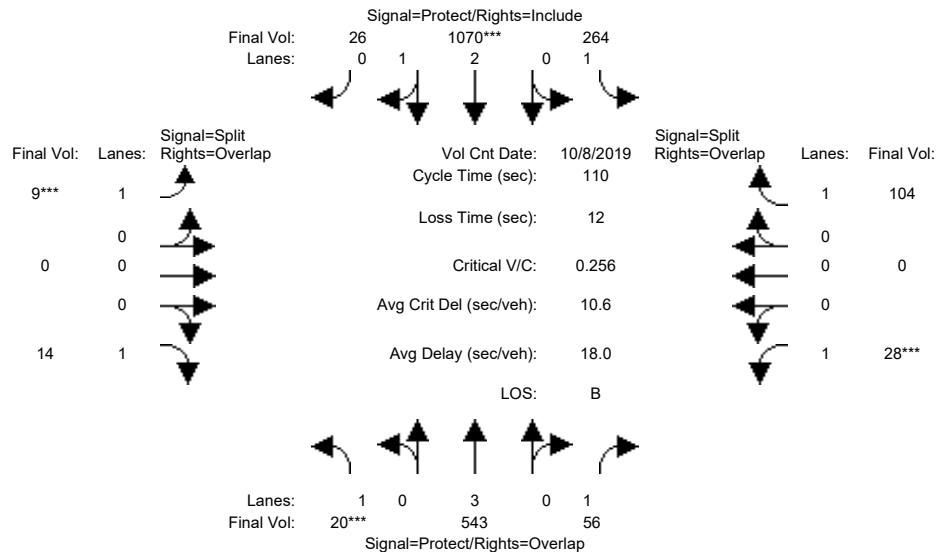 Signal=Protect/Rights=Include
Final Vol: 26 1070*** 264
Lanes: 0 1 2 0 1
Signal=Split Signal=Split
Final Vol: Lanes: Rights=Overlap Vol Cnt Date: 10/8/2019 Rights=Overlap Lanes: Final Vol:
Cycle Time (sec): 110
9*** 1 1 104
Loss Time (sec): 12
0 0
0 0 Critical V/C: 0.256 0 0
0 Avg Crit Del (sec/veh): 10.6 0
14 1 Avg Delay (sec/veh): 18.0 1 28***
LOS: B
Lanes: 1 0 3 0 1
Final Vol: 20*** 543 56
Signal=Protect/Rights=Overlap